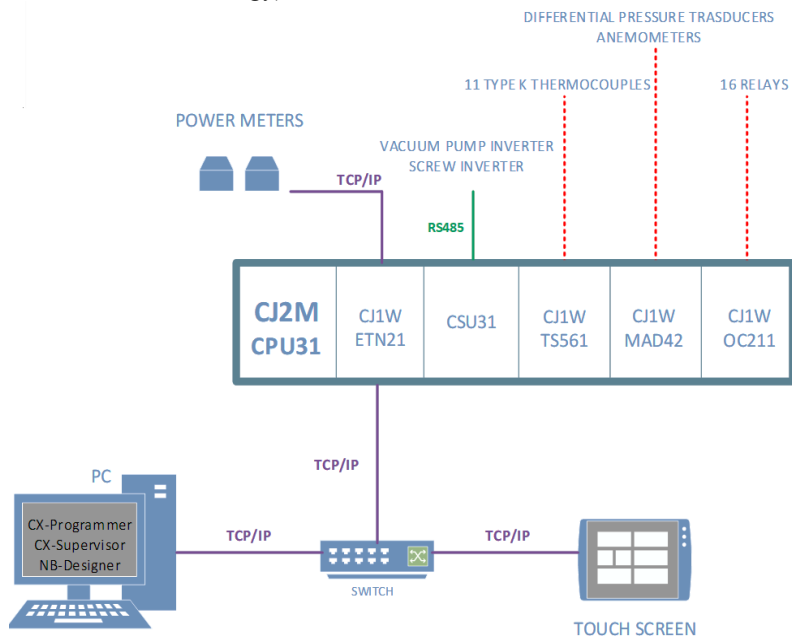 DIFFERENTIAL PRESSURE TRASDUCERS
ANEMOMETERS
11 TYPE K THERMOCOUPLES
16 RELAYS
POWER METERS
VACUUM PUMP INVERTER
SCREW INVERTER
TCP/IP
RS485
CJ2M
CPU31
CJ1W
ETN21
CSU31
CJ1W
TS561
CJ1W
MAD42
CJ1W
OC211
TCP/IP
PC
CX-Programmer
CX-Supervisor
NB-Designer
TCP/IP
TCP/IP
SWITCH
TOUCH SCREEN